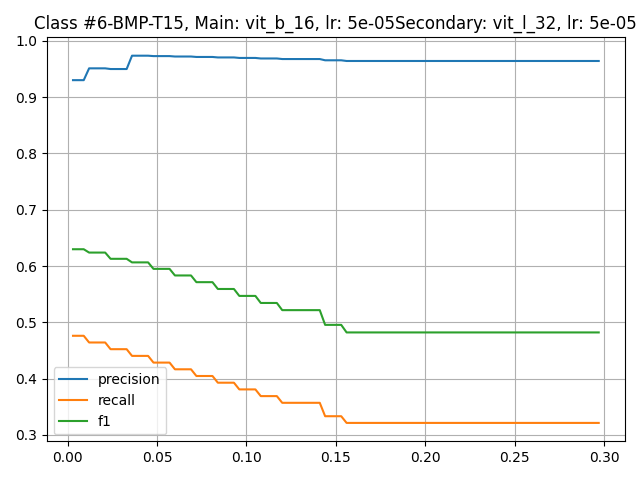 Class #6-BMP-T15, Main: vit_b_16, lr: 5e-05Secondary: vit_l_32, lr: 5e-05
1.0
0.9
0.8
0.7
0.6
0.5
0.4
0.3
precision
recall
f1
0.00 0.05 0.10 0.15 0.20 0.25 0.30